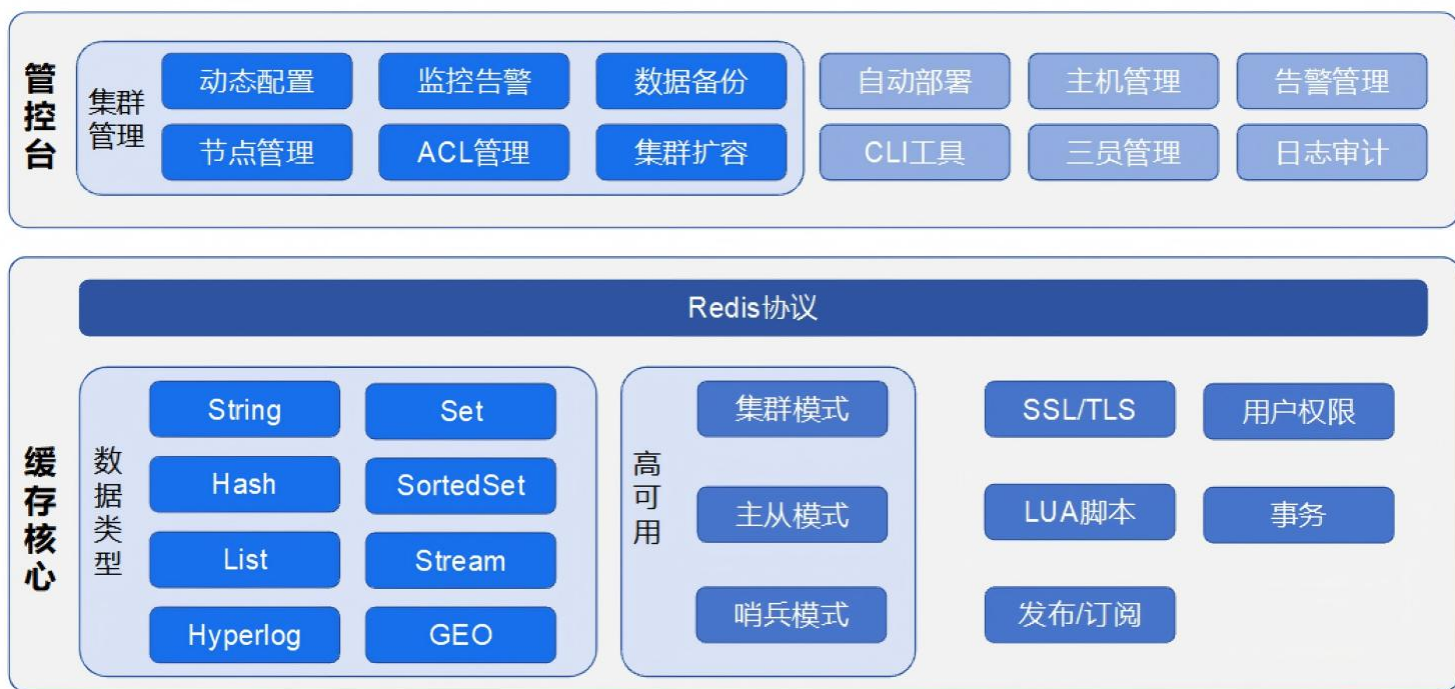 管控台
集群管理
动态配置
监控告警
数据备份
节点管理
ACL管理
集群扩容
自动部署
主机管理
告警管理
CLI工具
三员管理
日志审计
缓存核心
Redis协议
数据类型
String
Set
Hash
SortedSet
List
Stream
Hyperlog
GEO
高可用
集群模式
主从模式
哨兵模式
SSL/TLS
用户权限
LUA脚本
事务
发布/订阅